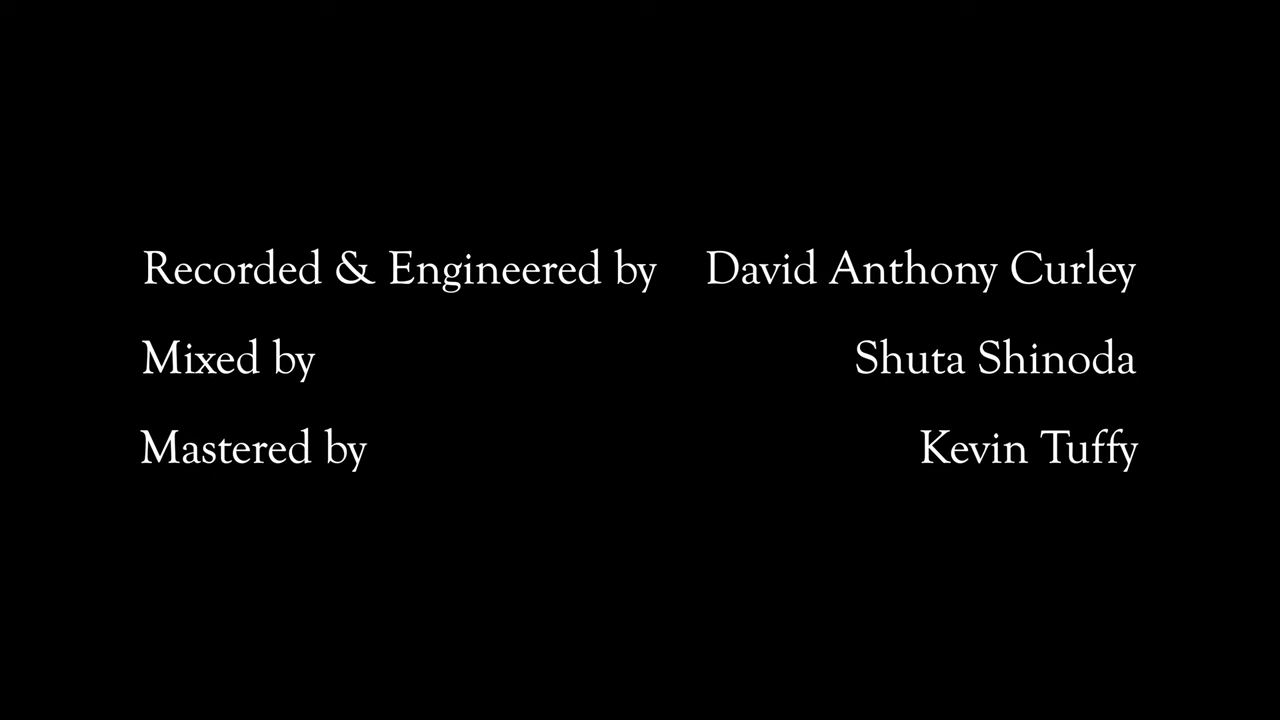 Recorded & Engineered by David Anthony Curley
Mixed by Shuta Shinoda
Mastered by Kevin Tuffy